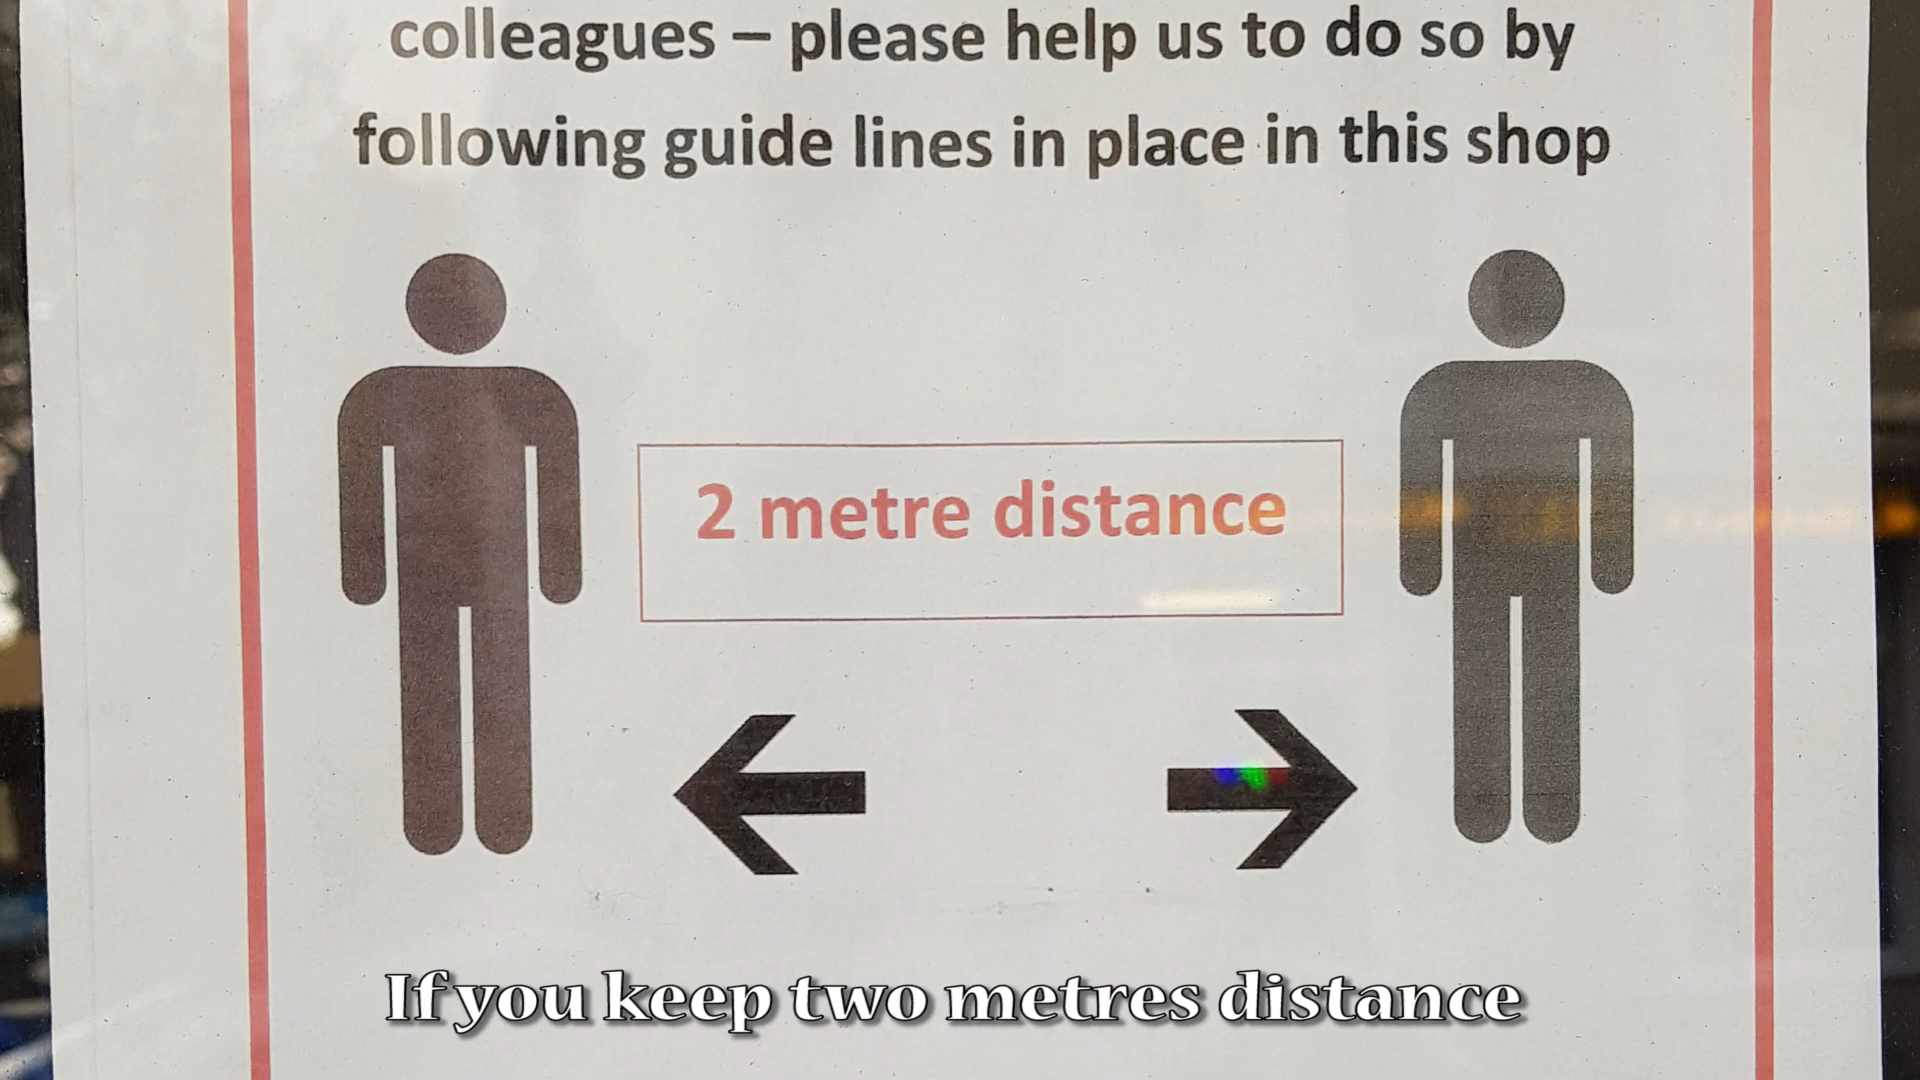 colleagues – please help us to do so by
following guide lines in place in this shop
2 metre distance
If you keep two metres distance